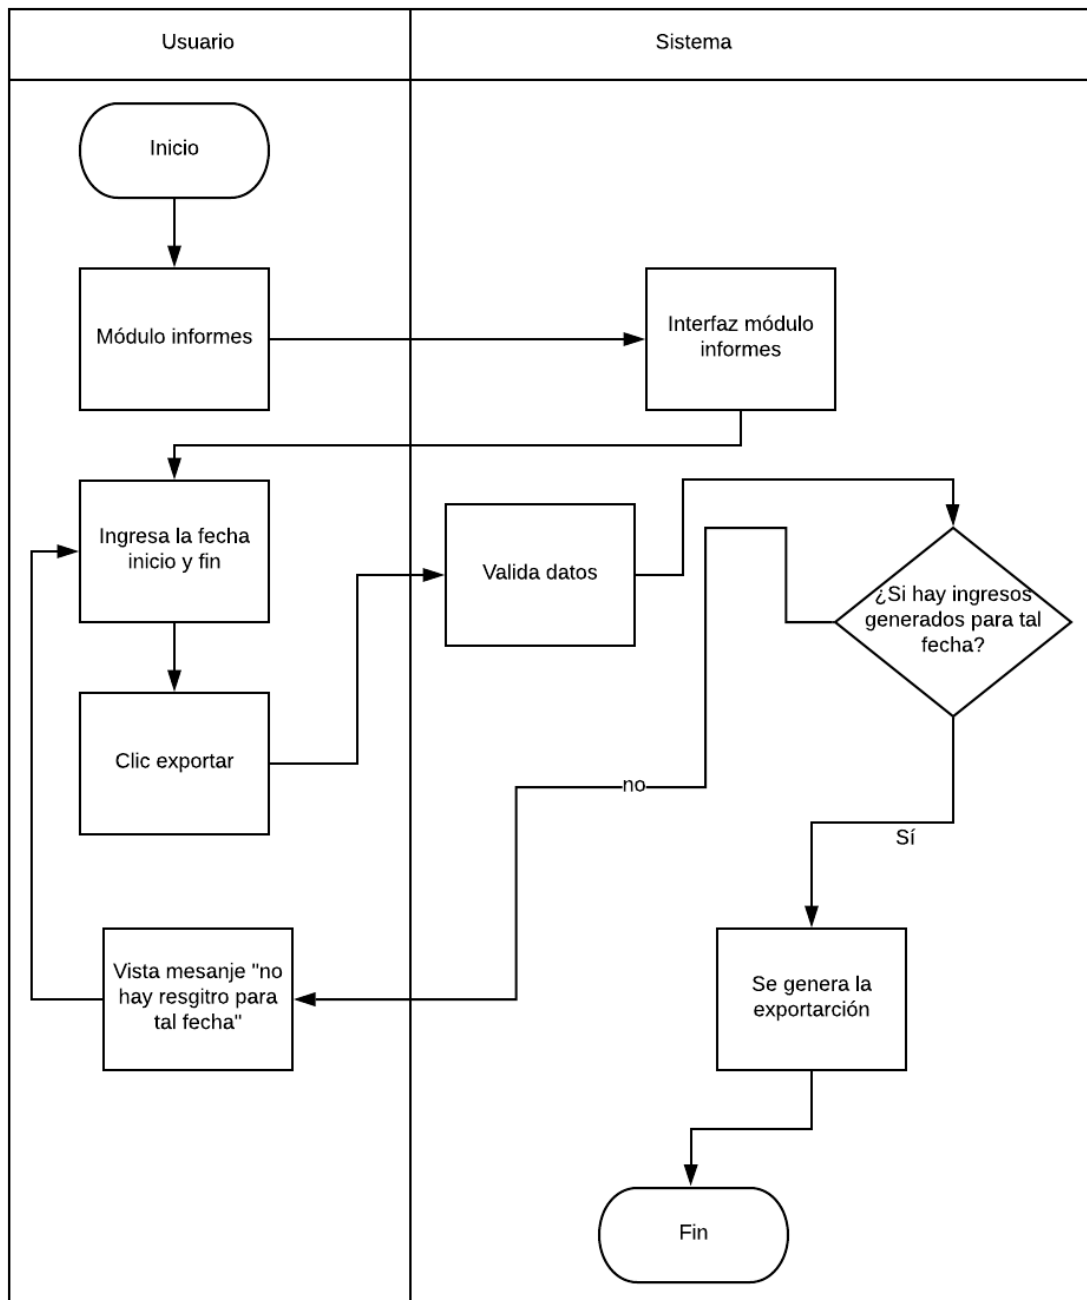 Usuario
Sistema
Inicio
Módulo informes
Interfaz módulo
informes
Ingresa la fecha
inicio y fin
Valida datos
¿Si hay ingresos
generados para tal
fecha?
Clic exportar
no
Sí
Vista mesanje "no
hay resgitro para
tal fecha"
Se genera la
exportarción
Fin